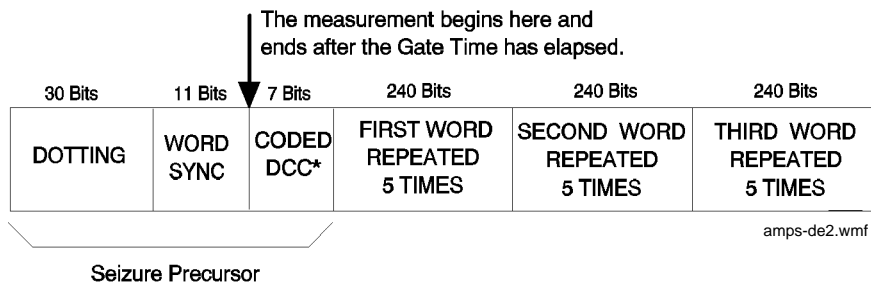 The measurement begins here and
ends after the Gate Time has elapsed.
30 Bits 11 Bits 7 Bits 240 Bits 240 Bits 240 Bits
DOTTING
WORD
SYNC
CODED
DCC*
FIRST WORD
REPEATED
5 TIMES
SECOND WORD
REPEATED
5 TIMES
THIRD WORD
REPEATED
5 TIMES
amps-de2.wmf
Seizure Precursor